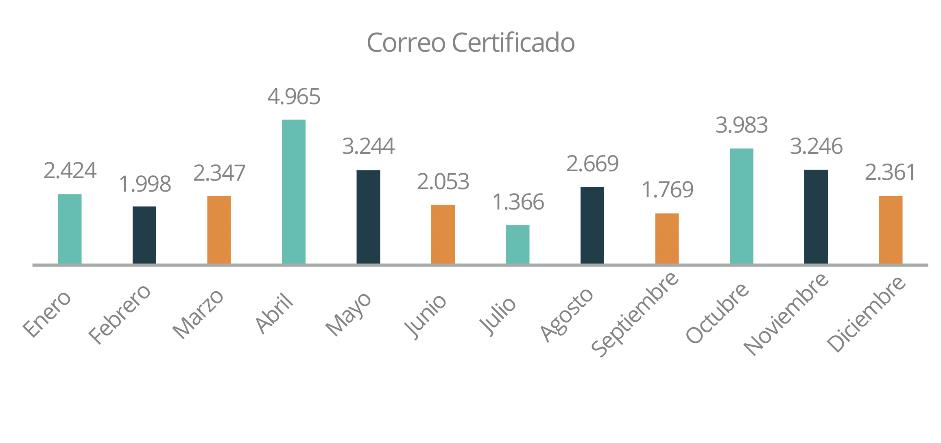 Correo Certificado
2.424
1.998
2.347
4.965
3.244
2.053
1.366
2.669
1.769
3.983
3.246
2.361
Enero
Febrero
Marzo
Abril
Mayo
Junio
Julio
Agosto
Septiembre
Octubre
Noviembre
Diciembre